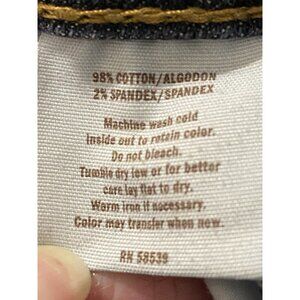 98% COTTON/ALGODON
2% SPANDEX/SPANDEX
Machine wash cold
Inside out to retain color.
Do not bleach.
Tumble dry low or for better
care lay flat to dry.
Warm iron if necessary.
Color may transfer when new.
RN 58539